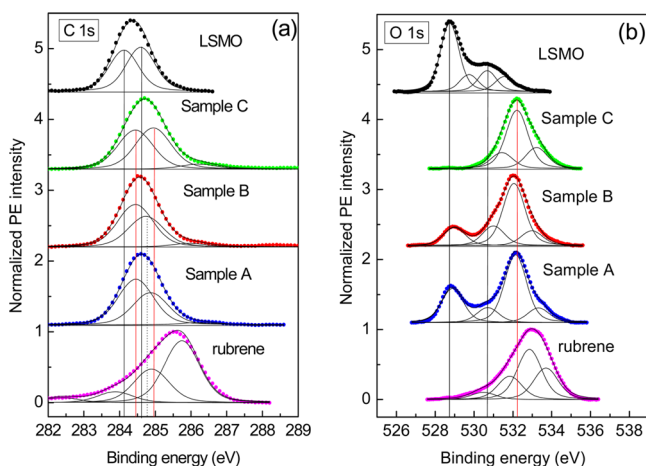 C 1s
(a)
LSMO
Sample C
Sample B
Sample A
rubrene
Normalized PE intensity
5
4
3
2
1
0
282 283 284 285 286 287 288 289
Binding energy (eV)
O 1s
(b)
LSMO
Sample C
Sample B
Sample A
rubrene
Normalized PE intensity
5
4
3
2
1
0
526 528 530 532 534 536 538
Binding energy (eV)